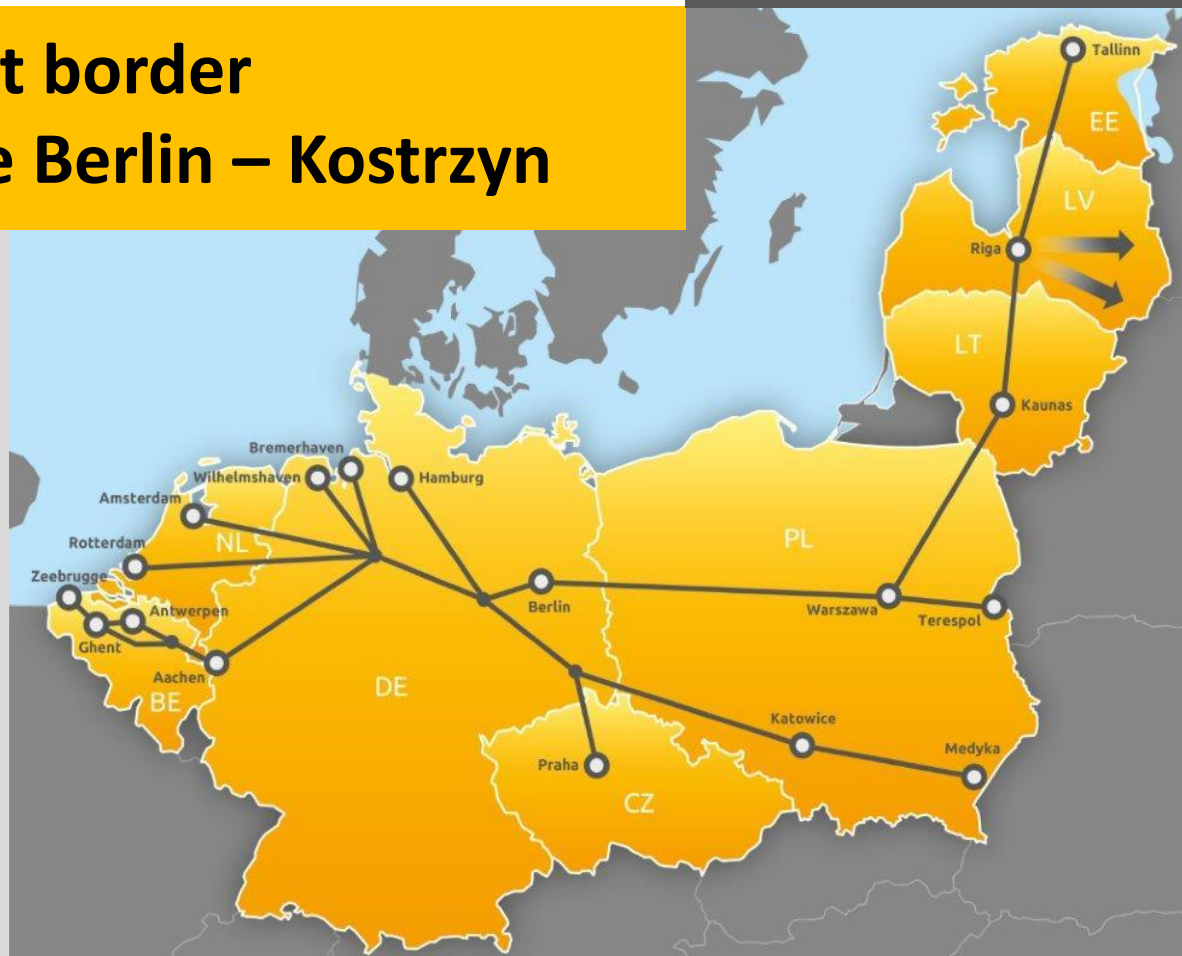 t border
e Berlin – Kostrzyn
Tallinn
EE
LV
Riga
LT
Kaunas
Bremerhaven
Wilhelmshaven
Hamburg
Amsterdam
NL
PL
Rotterdam
Zeebrugge
Berlin
Antwerpen
Warszawa
Terespol
Ghent
Aachen
DE
BE
Katowice
Medyka
Praha
CZ